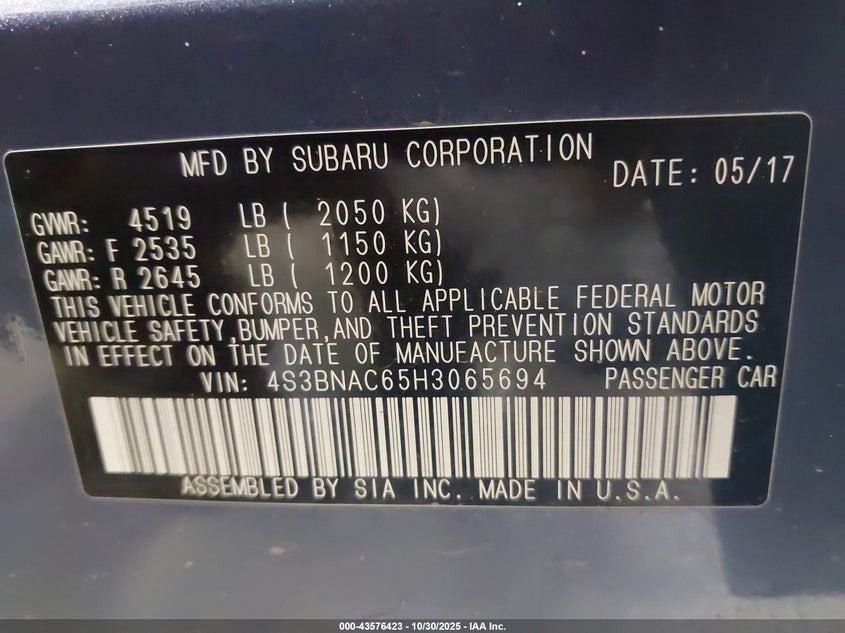 MFD BY SUBARU CORPORATION DATE: 05/17
GVWR: 4519 LB ( 2050 KG)
GAWR: F 2535 LB ( 1150 KG)
GAWR: R 2645 LB ( 1200 KG)
THIS VEHICLE CONFORMS TO ALL APPLICABLE FEDERAL MOTOR
VEHICLE SAFETY,BUMPER,AND THEFT PREVENTION STANDARDS
IN EFFECT ON THE DATE OF MANUFACTURE SHOWN ABOVE.
VIN: 4S3BNAC65H3065694 PASSENGER CAR
ASSEMBLED BY SIA INC. MADE IN U.S.A.
000-43576423 - 10/30/2025 - IAA Inc.